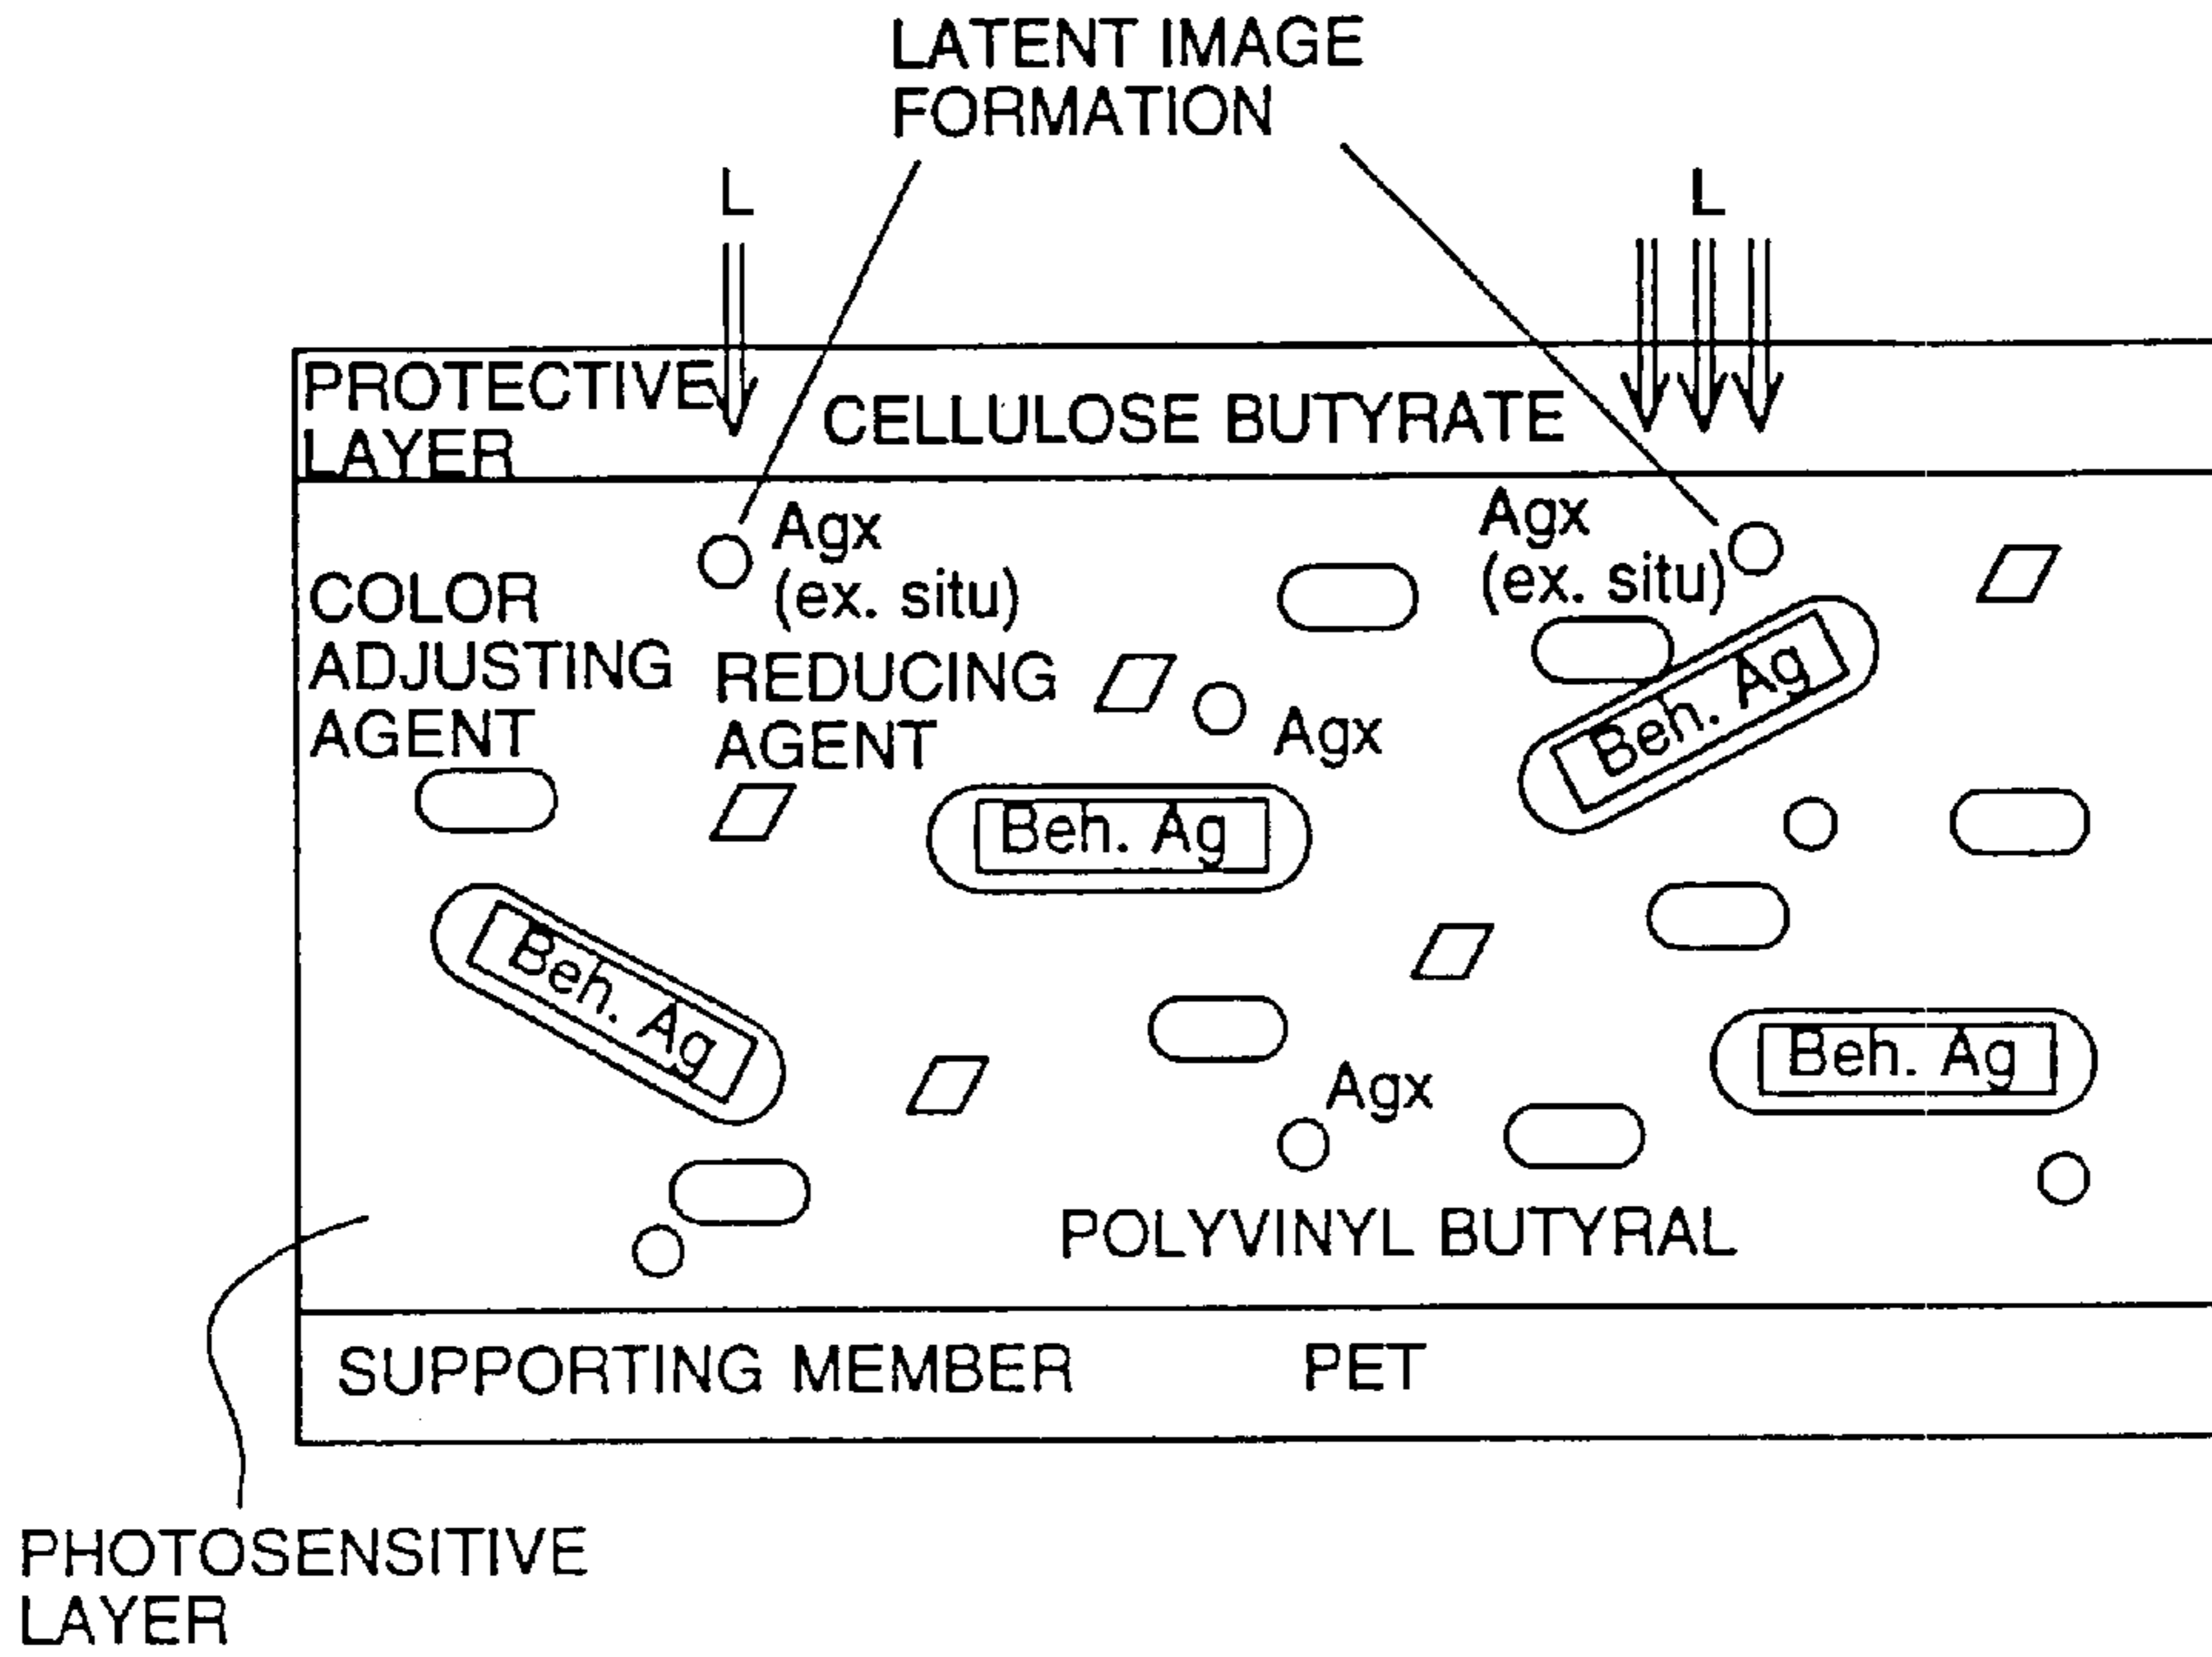 LATENT IMAGE
FORMATION
L
L
PROTECTIVE
LAYER
CELLULOSE BUTYRATE
Agx
(ex. situ)
Agx
(ex. situ)
COLOR
ADJUSTING
AGENT
REDUCING
AGENT
Agx
Beh. Ag
Beh. Ag
Beh. Ag
Beh. Ag
Agx
POLYVINYL BUTYRAL
SUPPORTING MEMBER
PET
PHOTOSENSITIVE
LAYER